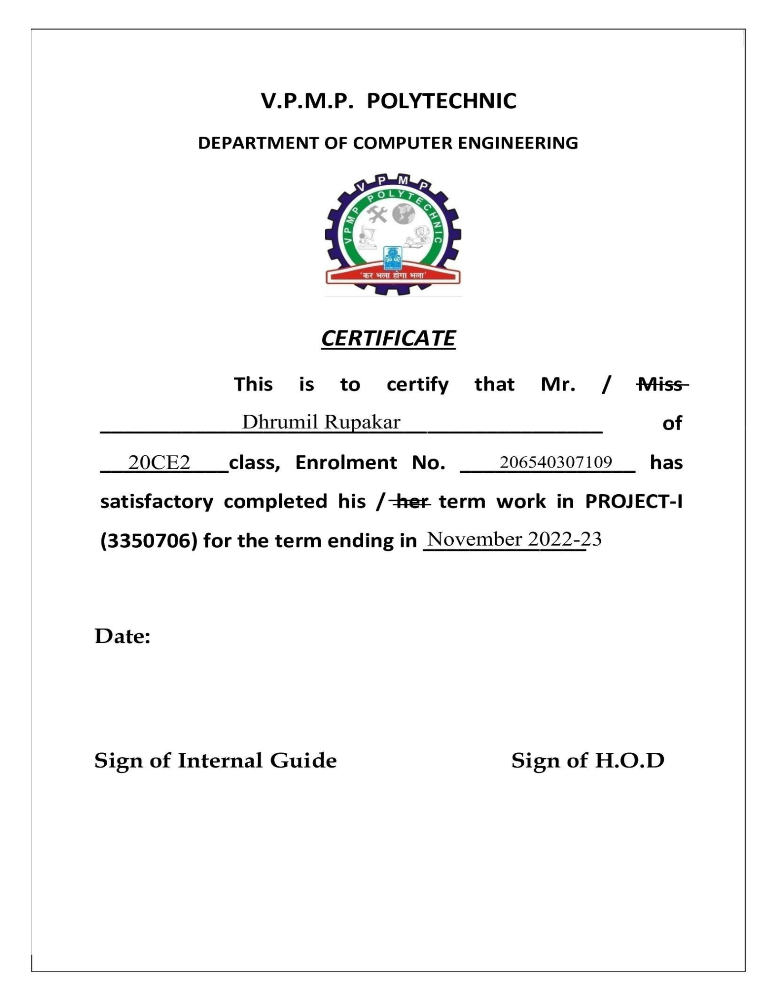 V.P.M.P. POLYTECHNIC
DEPARTMENT OF COMPUTER ENGINEERING
V P M P
VPMP POLYTECHNIC
'कर भला होगा भला'
CERTIFICATE
This is to certify that Mr. / Miss
Dhrumil Rupakar of
20CE2 class, Enrolment No. 206540307109 has
satisfactory completed his / her term work in PROJECT-I
(3350706) for the term ending in November 2022-23
Date:
Sign of Internal Guide Sign of H.O.D